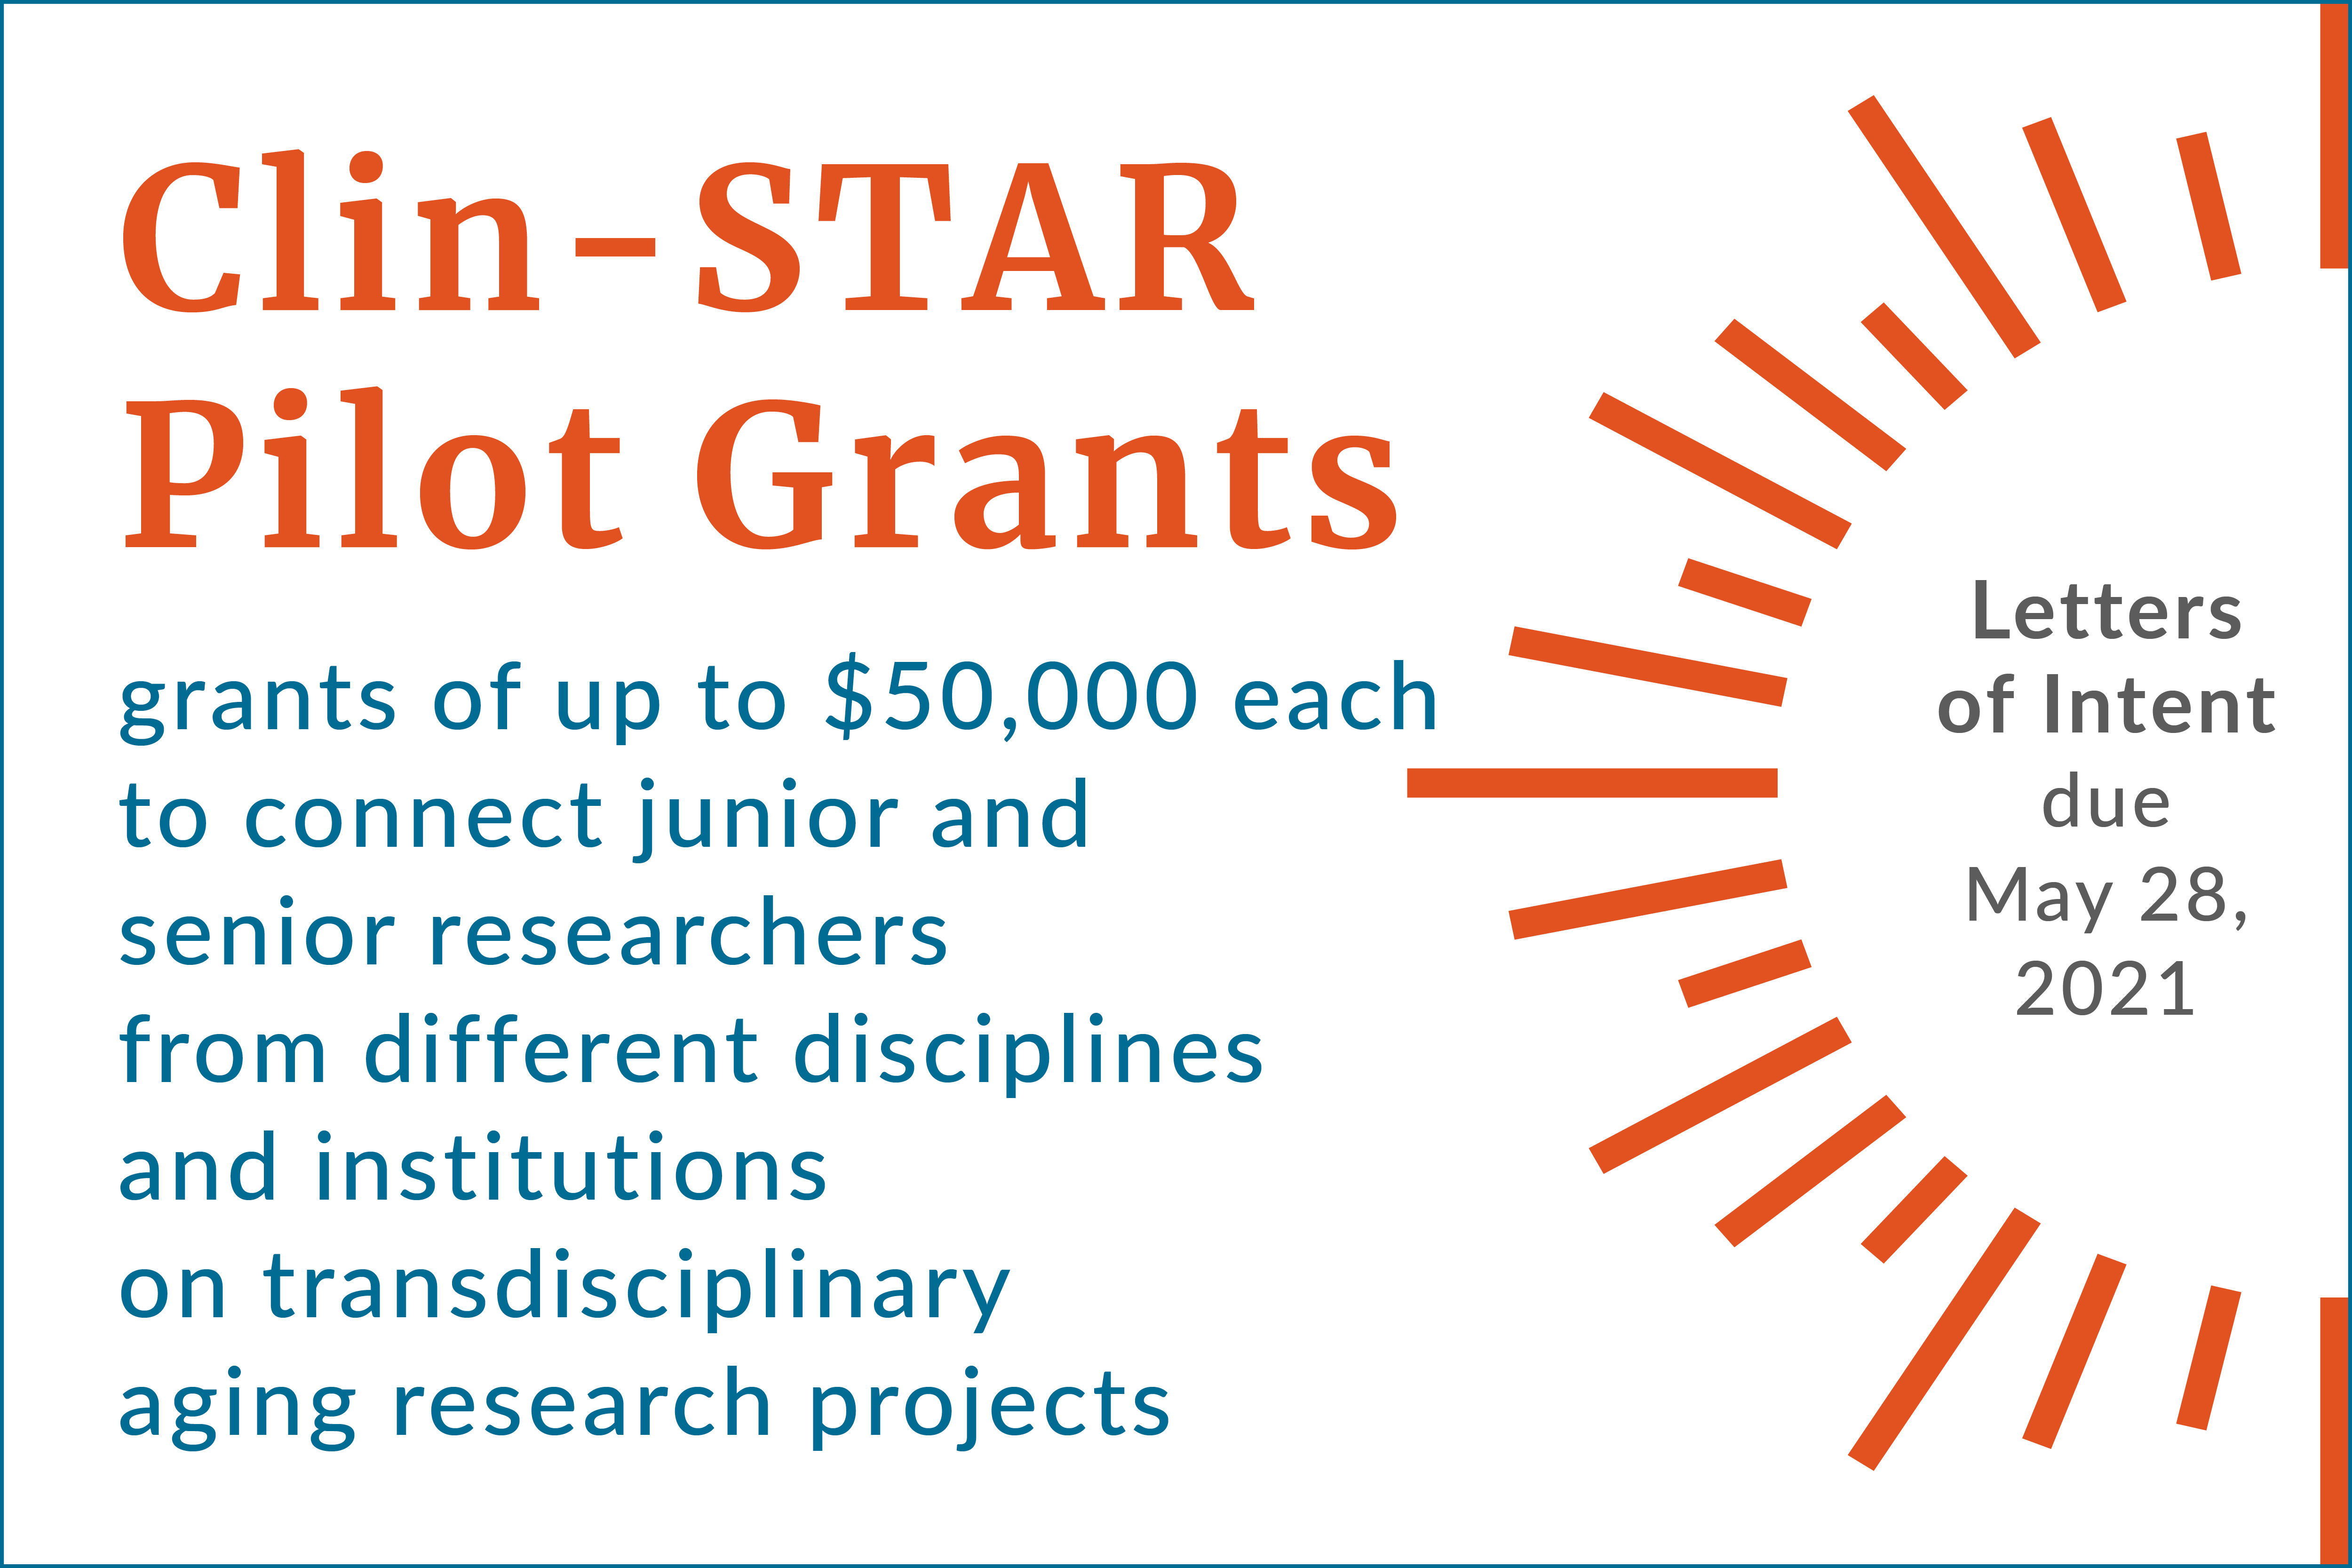 Clin-STAR
Pilot Grants
grants of up to $50,000 each
to connect junior and
senior researchers
from different disciplines
and institutions
on transdisciplinary
aging research projects
Letters
of Intent
due
May 28,
2021